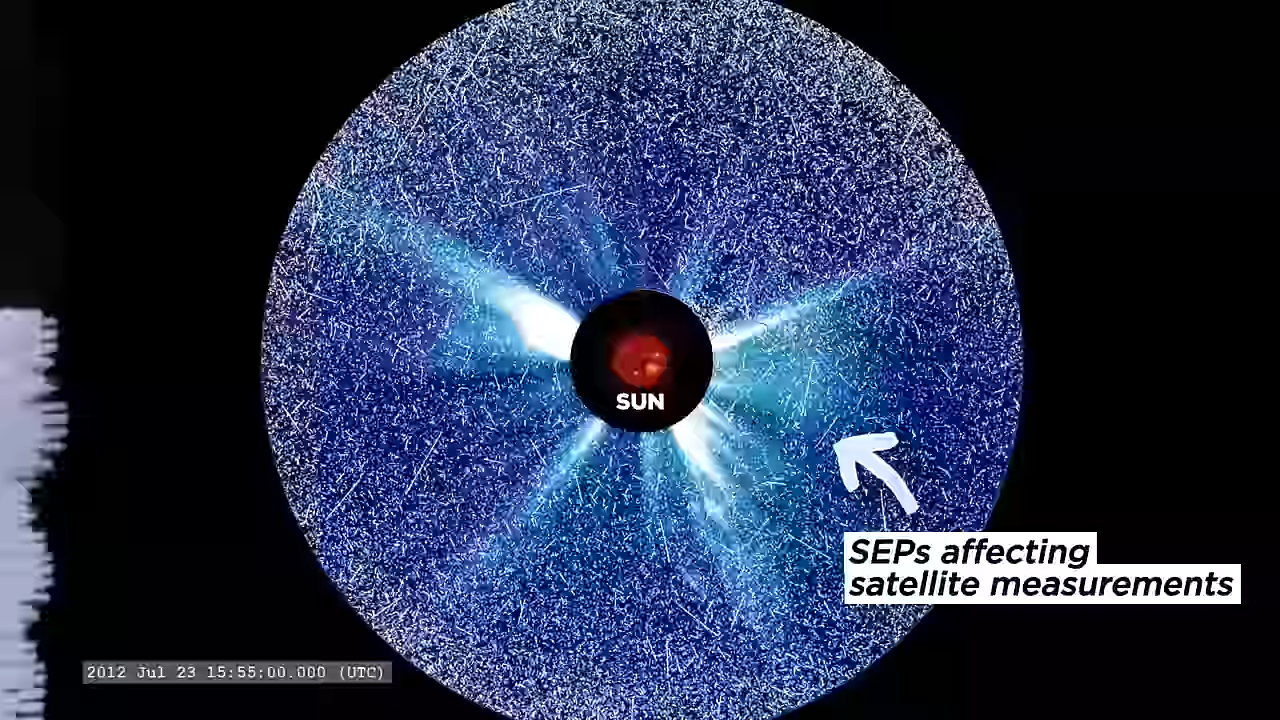 SUN
SEPs affecting
satellite measurements
2012 Jul 23 15:55:00.000 (UTC)